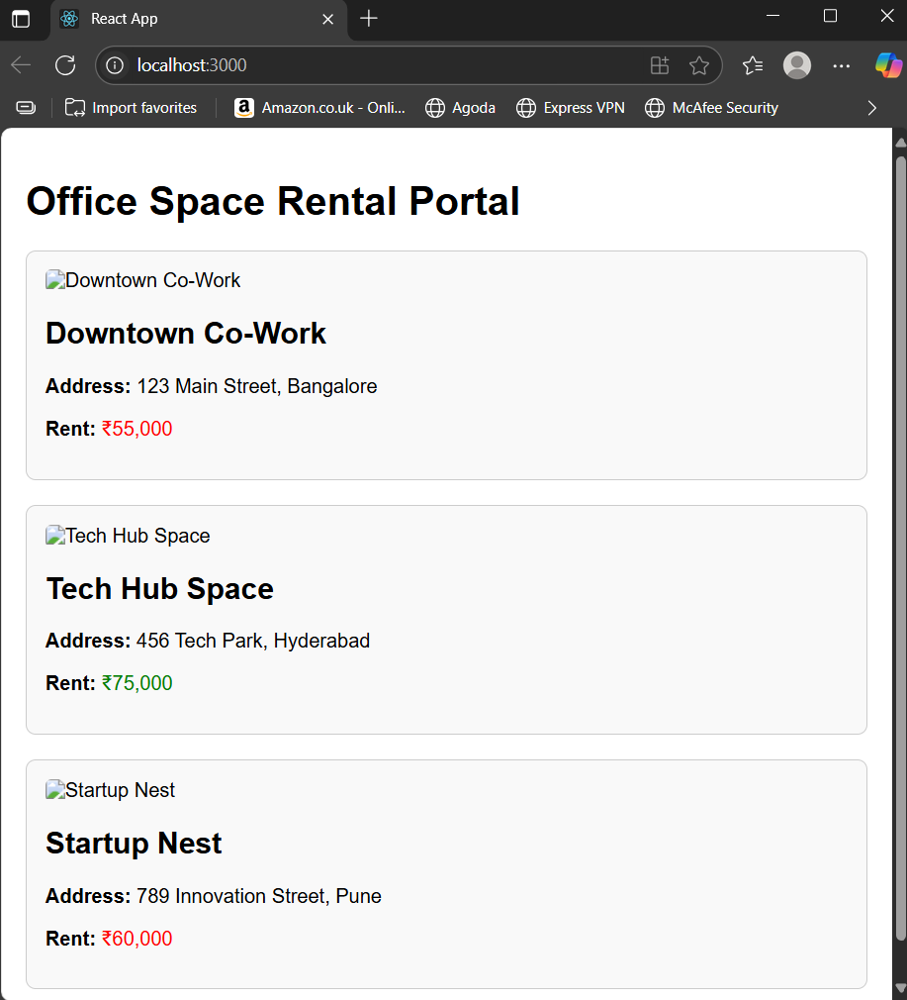 React App
localhost:3000
Import favorites
Amazon.co.uk - Onli...
Agoda
Express VPN
McAfee Security
Office Space Rental Portal
Downtown Co-Work
Downtown Co-Work
Address: 123 Main Street, Bangalore
Rent: ₹55,000
Tech Hub Space
Tech Hub Space
Address: 456 Tech Park, Hyderabad
Rent: ₹75,000
Startup Nest
Startup Nest
Address: 789 Innovation Street, Pune
Rent: ₹60,000